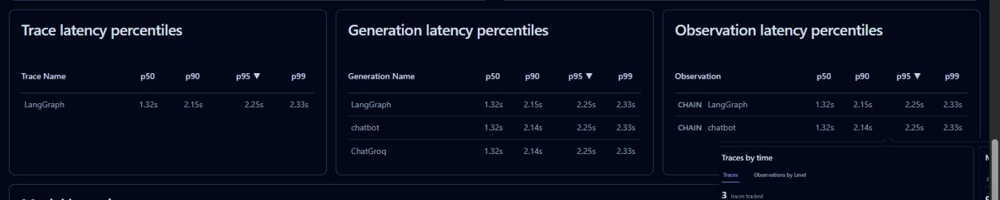 Trace latency percentiles
Trace Name p50 p90 p95 ▼ p99
LangGraph 1.32s 2.15s 2.25s 2.33s
Generation latency percentiles
Generation Name p50 p90 p95 ▼ p99
LangGraph 1.32s 2.15s 2.25s 2.33s
chatbot 1.32s 2.14s 2.25s 2.33s
ChatGroq 1.32s 2.14s 2.25s 2.33s
Observation latency percentiles
Observation p50 p90 p95 ▼ p99
CHAIN LangGraph 1.32s 2.15s 2.25s 2.33s
CHAIN chatbot 1.32s 2.14s 2.25s 2.33s
Traces by time
Traces Observations by Level
3 Traces tracked